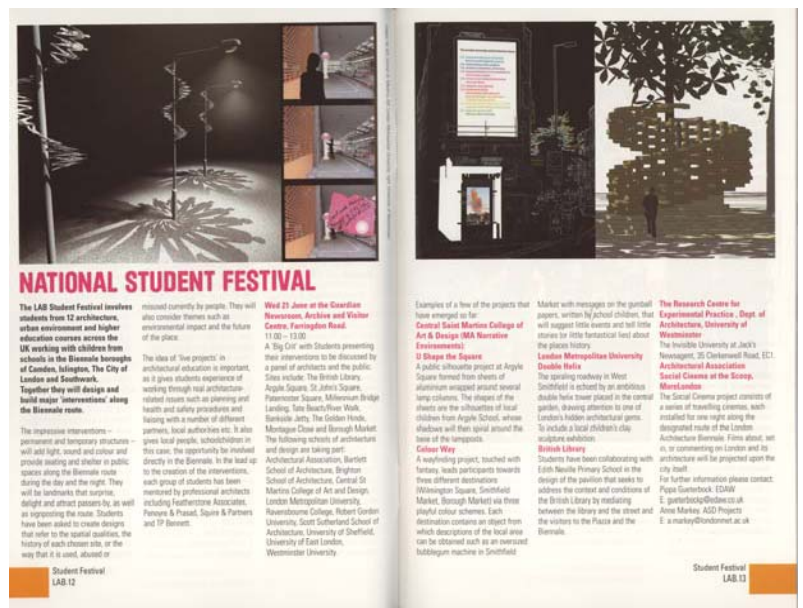 NATIONAL STUDENT FESTIVAL
The LAB Student Festival involves
students from 12 architecture,
urban environment and higher
education courses across the
UK working with children from
schools in the Biennale boroughs
of Camden, Islington, The City of
London and Southwark.
Together they will design and
build major 'interventions' along
the Biennale route.
The impressive interventions –
permanent and temporary structures –
will add light, sound and colour and
provide seating and shelter in public
spaces along the Biennale route
during the day and the night. They
will be landmarks that surprise,
delight and attract passers-by, as well
as signposting the route. Students
have been asked to create designs
that refer to the spatial qualities, the
history of each chosen site, or the
way that it is used, abused or
misused currently by people. They will
also consider themes such as
environmental impact and the future
of the place.
The idea of 'live projects' in
architectural education is important,
as it gives students experience of
working through real architecture-
related issues such as planning and
health and safety procedures and
liaising with a number of different
partners, local authorities etc. It also
gives local people, schoolchildren in
this case, the opportunity be involved
directly in the Biennale. In the lead up
to the creation of the interventions,
each group of students has been
mentored by professional architects
including Featherstone Associates,
Penoyre & Prasad, Squire & Partners
and TP Bennett.
Wed 21 June at the Guardian
Newsroom, Archive and Visitor
Centre, Farringdon Road.
11.00 – 13.00
A 'Big Crit' with Students presenting
their interventions to be discussed by
a panel of architects and the public.
Sites include: The British Library,
Argyle Square, St John's Square,
Paternoster Square, Millennium Bridge
Landing, Tate Beach/River Walk,
Bankside Jetty, The Golden Hinde,
Montague Close and Borough Market.
The following schools of architecture
and design are taking part:
Architectural Association, Bartlett
School of Architecture, Brighton
School of Architecture, Central St
Martins College of Art and Design,
London Metropolitan University,
Ravensbourne College, Robert Gordon
University, Scott Sutherland School of
Architecture, University of Sheffield,
University of East London,
Westminster University.
Student Festival
LAB.12
Examples of a few of the projects that
have emerged so far:
Central Saint Martins College of
Art & Design (MA Narrative
Environments):
U Shape the Square
A public silhouette project at Argyle
Square formed from sheets of
aluminium wrapped around several
lamp columns. The shapes of the
sheets are the silhouettes of local
children from Argyle School, whose
shadows will then spiral around the
base of the lampposts.
Colour Way
A wayfinding project, touched with
fantasy, leads participants towards
three different destinations
(Wilmington Square, Smithfield
Market, Borough Market) via three
playful colour schemes. Each
destination contains an object from
which descriptions of the local area
can be obtained such as an oversized
bubblegum machine in Smithfield
Market with messages on the gumball
papers, written by school children, that
will suggest little events and tell little
stories (or little fantastical lies) about
the places history.
London Metropolitan University
Double Helix
The spiraling roadway in West
Smithfield is echoed by an ambitious
double helix tower placed in the central
garden, drawing attention to one of
London's hidden architectural gems.
To include a local children's clay
sculpture exhibition.
British Library
Students have been collaborating with
Edith Neville Primary School in the
design of the pavilion that seeks to
address the context and conditions of
the British Library by mediating
between the library and the street and
the visitors to the Piazza and the
Biennale.
The Research Centre for
Experimental Practice , Dept. of
Architecture, University of
Westminster
The Invisible University at Jack's
Newsagent, 35 Clerkenwell Road, EC1.
Architectural Association
Social Cinema at the Scoop,
MoreLondon
The Social Cinema project consists of
a series of travelling cinemas, each
installed for one night along the
designated route of the London
Architecture Biennale. Films about, set
in, or commenting on London and its
architecture will be projected upon the
city itself.
For further information please contact:
Pippa Gueterbock: EDAW
E: gueterbockp@edaw.co.uk
Anne Markey: ASD Projects
E: a.markey@londonmet.ac.uk
Student Festival
LAB.13